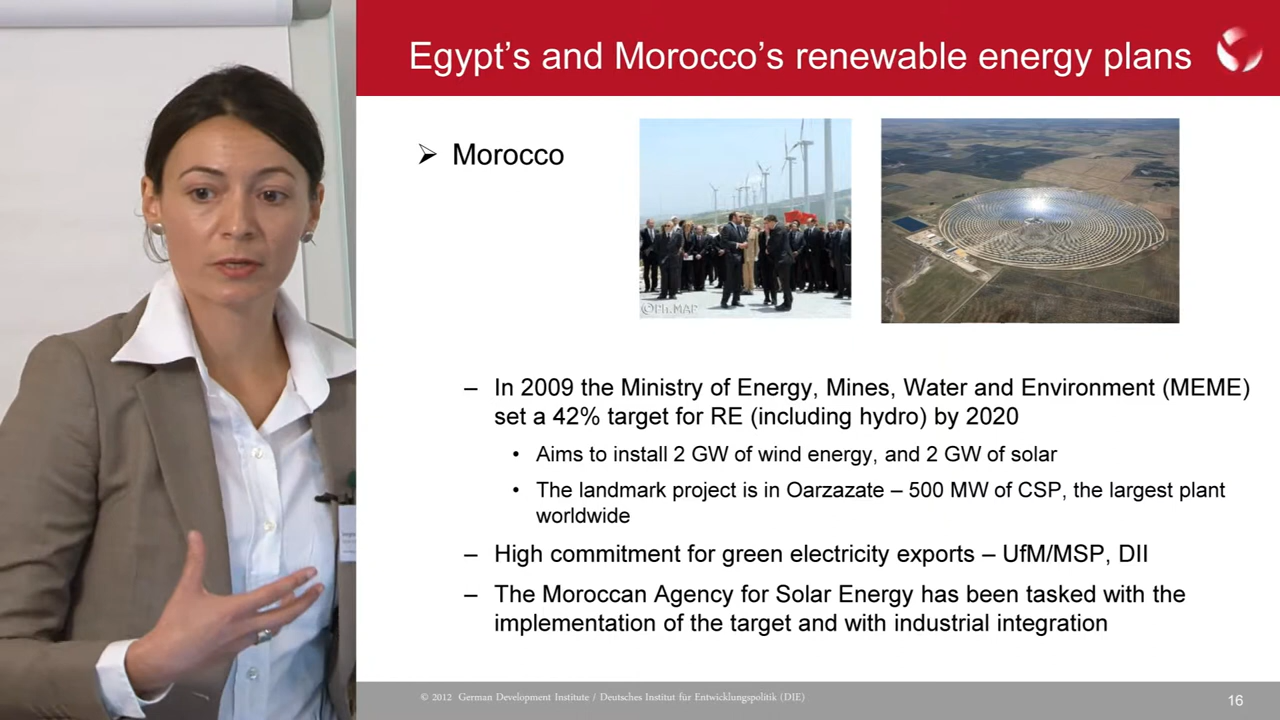 Egypt's and Morocco's renewable energy plans
➢ Morocco
©Ph.MAP
– In 2009 the Ministry of Energy, Mines, Water and Environment (MEME)
set a 42% target for RE (including hydro) by 2020
• Aims to install 2 GW of wind energy, and 2 GW of solar
• The landmark project is in Oarzazate – 500 MW of CSP, the largest plant
worldwide
– High commitment for green electricity exports – UfM/MSP, DII
– The Moroccan Agency for Solar Energy has been tasked with the
implementation of the target and with industrial integration
© 2012 German Development Institute / Deutsches Institut für Entwicklungspolitik (DIE)
16